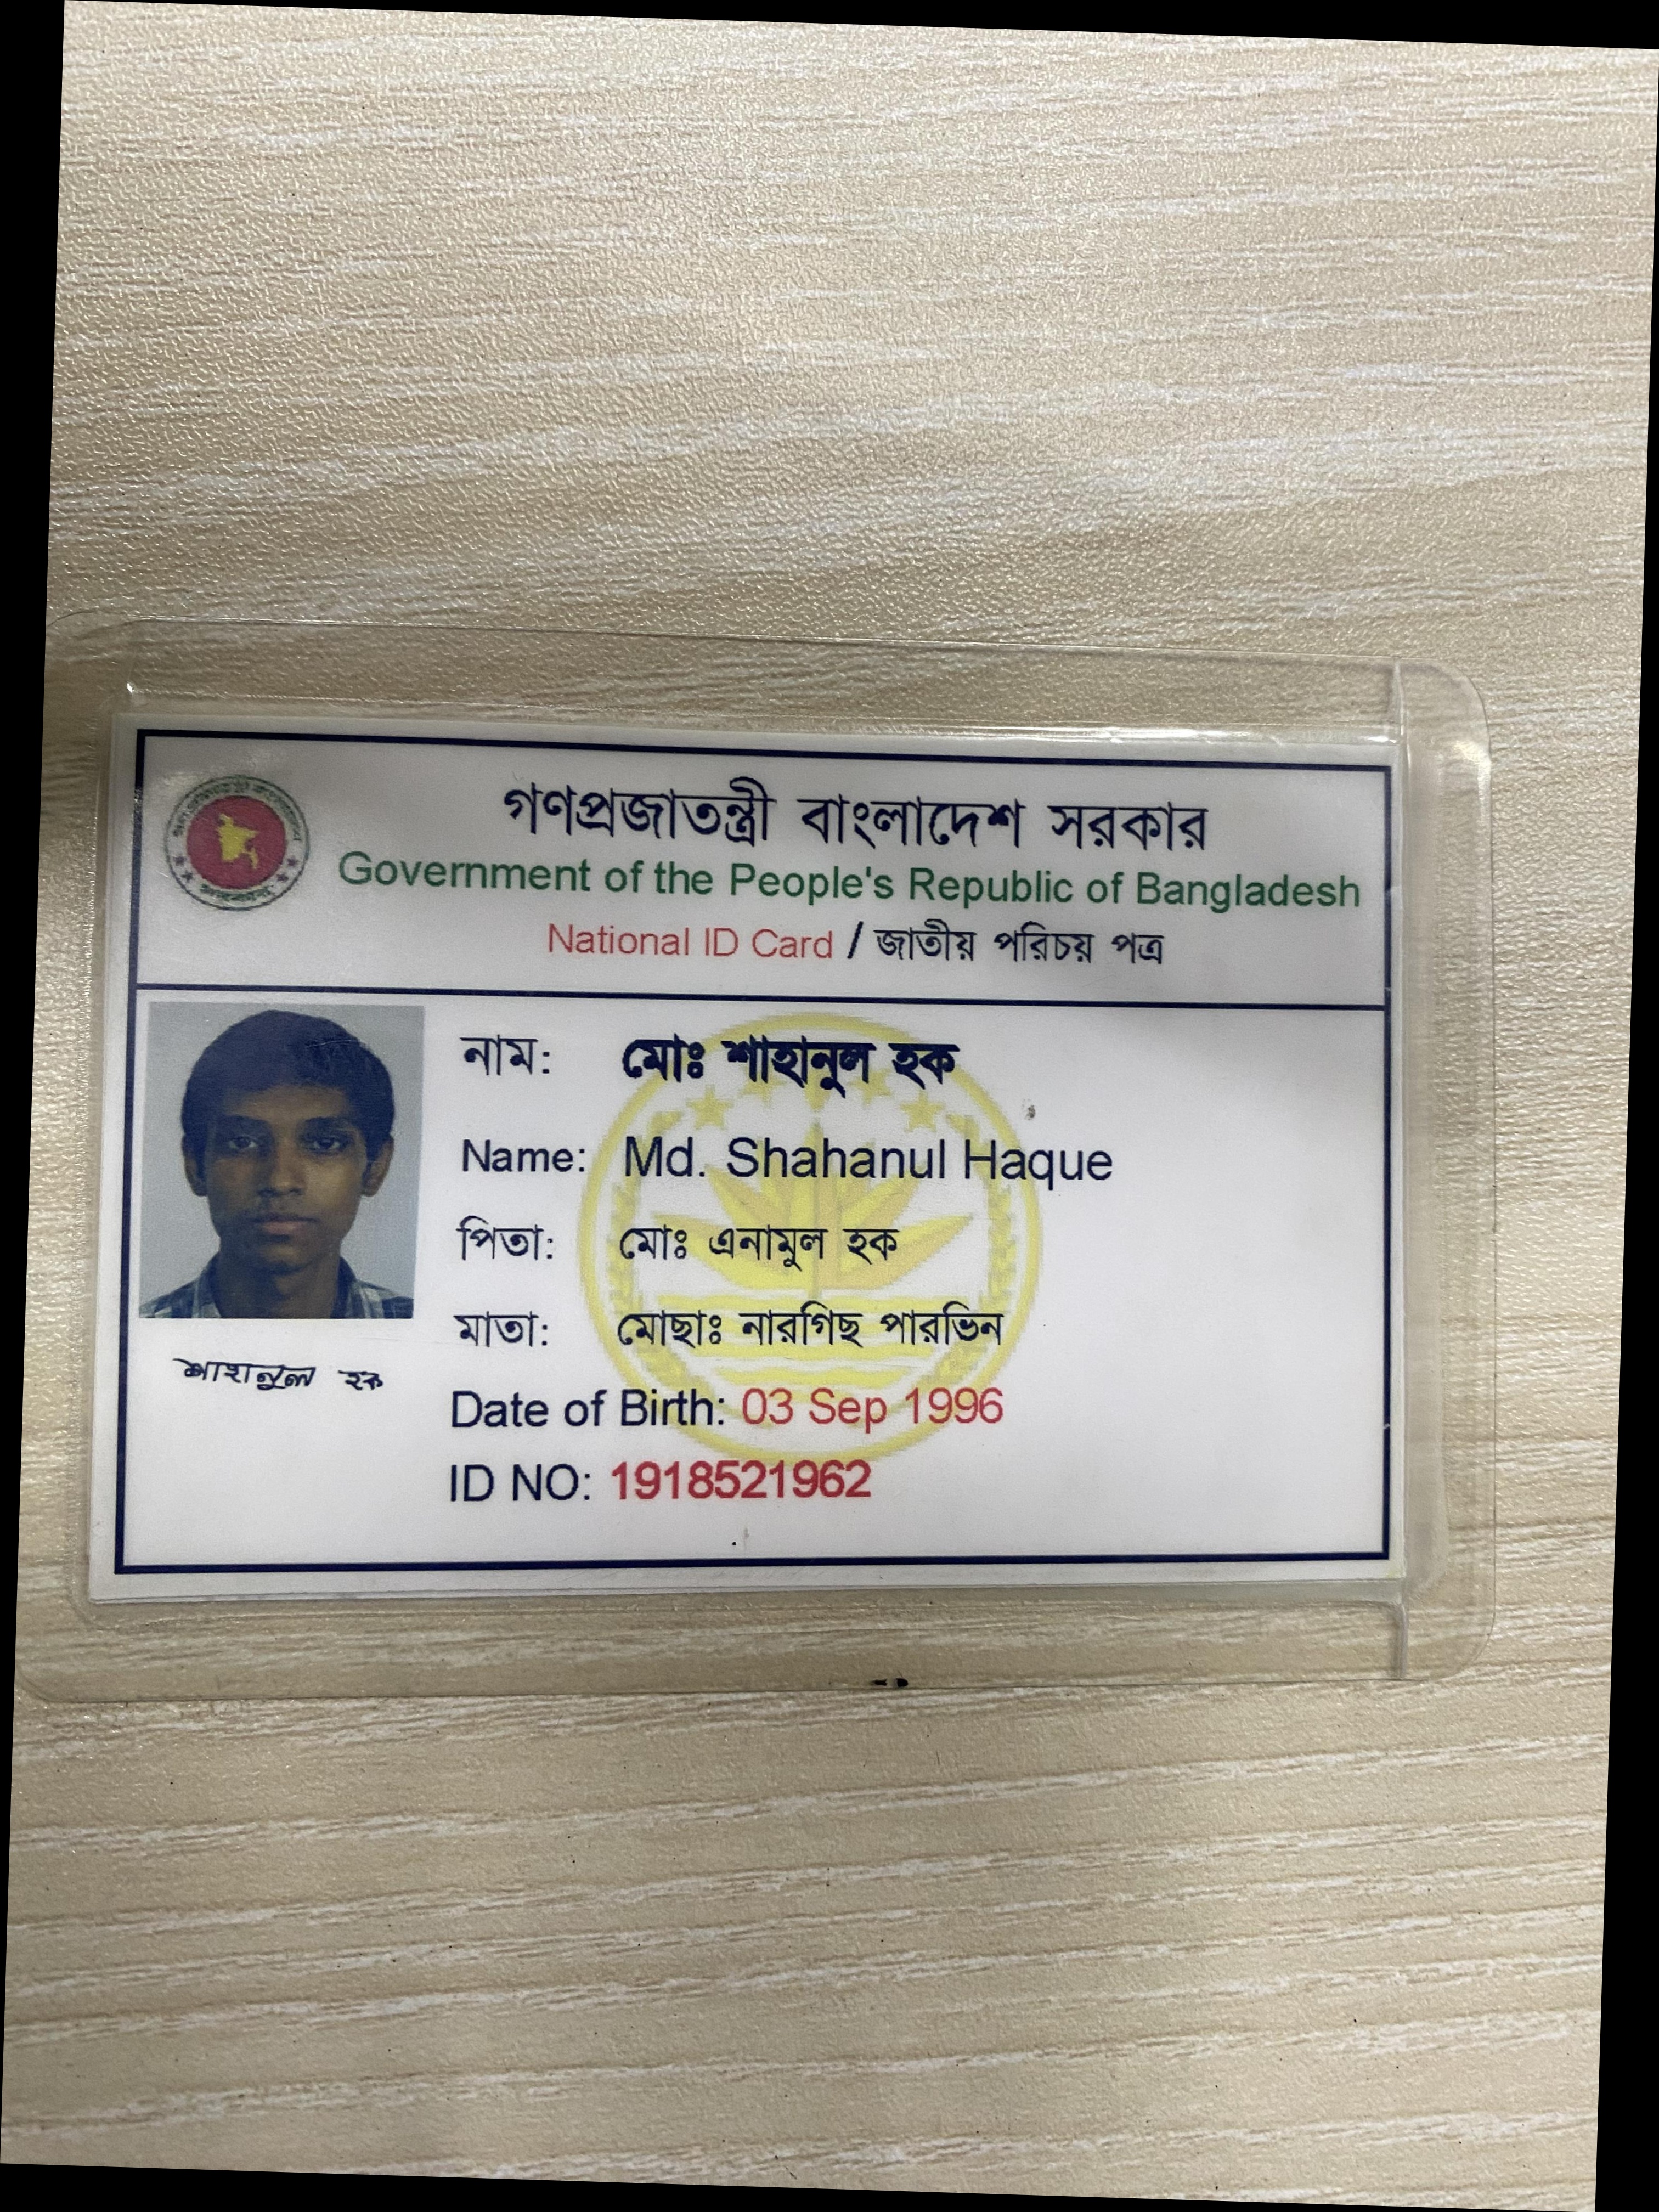 গণপ্রজাতন্ত্রী বাংলাদেশ সরকার
Government of the People's Republic of Bangladesh
National ID Card / জাতীয় পরিচয় পত্র
নাম: মোঃ শাহানুল হক
Name: Md. Shahanul Haque
পিতা: মোঃ এনামুল হক
মাতা: মোছাঃ নারগিছ পারভিন
শাহানুল হক
Date of Birth: 03 Sep 1996
ID NO: 1918521962